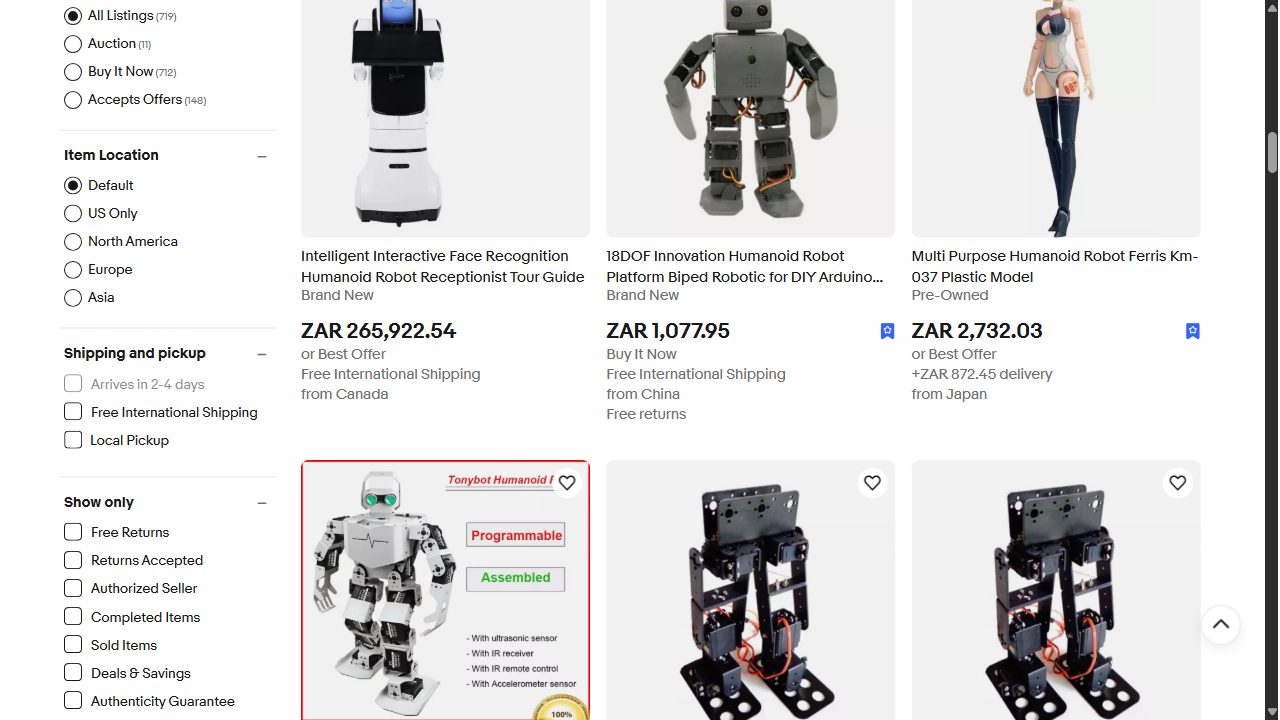 All Listings (719)
Auction (11)
Buy It Now (712)
Accepts Offers (148)
Item Location
Default
US Only
North America
Europe
Asia
Shipping and pickup
Arrives in 2-4 days
Free International Shipping
Local Pickup
Show only
Free Returns
Returns Accepted
Authorized Seller
Completed Items
Sold Items
Deals & Savings
Authenticity Guarantee
Intelligent Interactive Face Recognition
Humanoid Robot Receptionist Tour Guide
Brand New
ZAR 265,922.54
or Best Offer
Free International Shipping
from Canada
18DOF Innovation Humanoid Robot
Platform Biped Robotic for DIY Arduino...
Brand New
ZAR 1,077.95
Buy It Now
Free International Shipping
from China
Free returns
Multi Purpose Humanoid Robot Ferris Km-
037 Plastic Model
Pre-Owned
ZAR 2,732.03
or Best Offer
+ZAR 872.45 delivery
from Japan
Tonybot Humanoid
Programmable
Assembled
- With ultrasonic sensor
- With IR receiver
- With IR remote control
- With Accelerometer sensor
100%